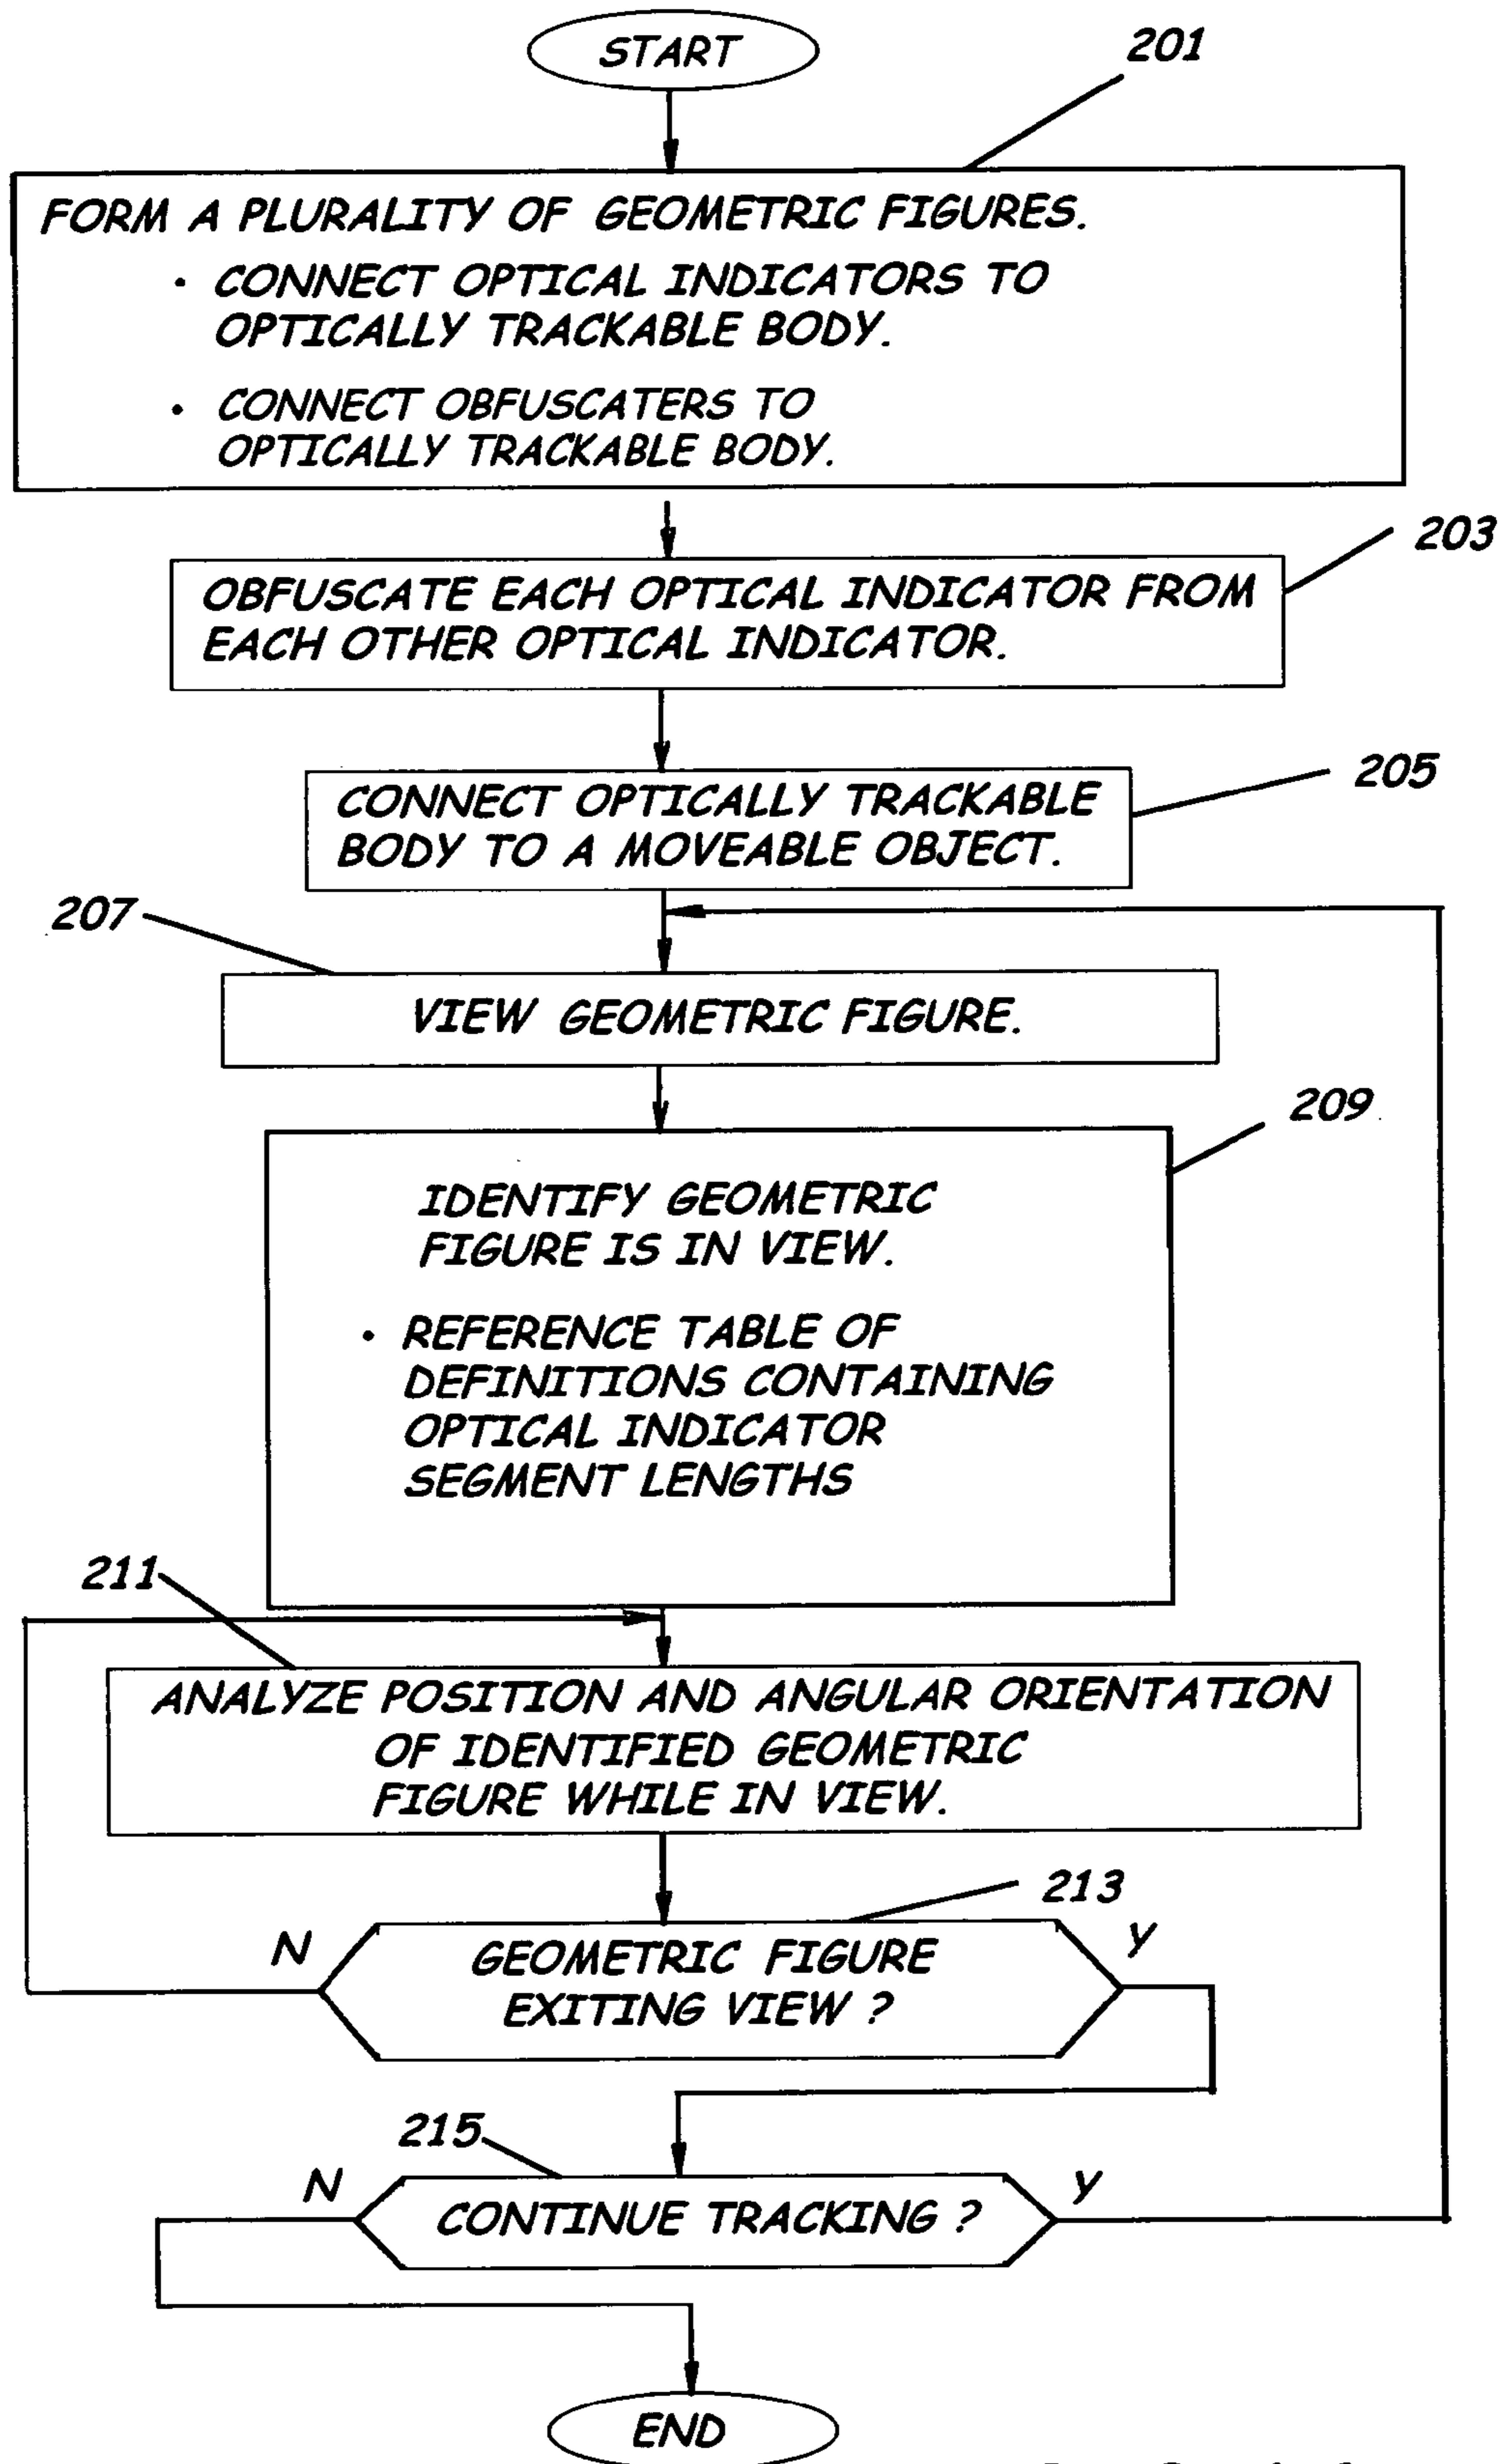 START
201
FORM A PLURALITY OF GEOMETRIC FIGURES.
• CONNECT OPTICAL INDICATORS TO
OPTICALLY TRACKABLE BODY.
• CONNECT OBFUSCATERS TO
OPTICALLY TRACKABLE BODY.
203
OBFUSCATE EACH OPTICAL INDICATOR FROM
EACH OTHER OPTICAL INDICATOR.
205
CONNECT OPTICALLY TRACKABLE
BODY TO A MOVEABLE OBJECT.
207
VIEW GEOMETRIC FIGURE.
209
IDENTIFY GEOMETRIC
FIGURE IS IN VIEW.
• REFERENCE TABLE OF
DEFINITIONS CONTAINING
OPTICAL INDICATOR
SEGMENT LENGTHS
211
ANALYZE POSITION AND ANGULAR ORIENTATION
OF IDENTIFIED GEOMETRIC
FIGURE WHILE IN VIEW.
213
N
Y
GEOMETRIC FIGURE
EXITING VIEW ?
215
N
Y
CONTINUE TRACKING ?
END